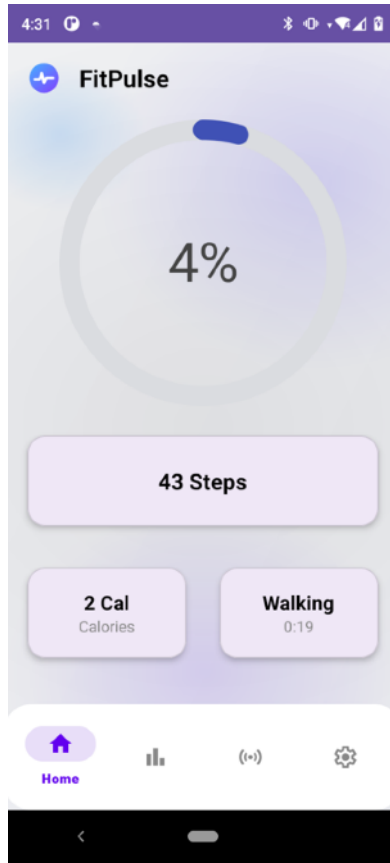 4:31
FitPulse
4%
43 Steps
2 Cal
Calories
Walking
0:19
Home